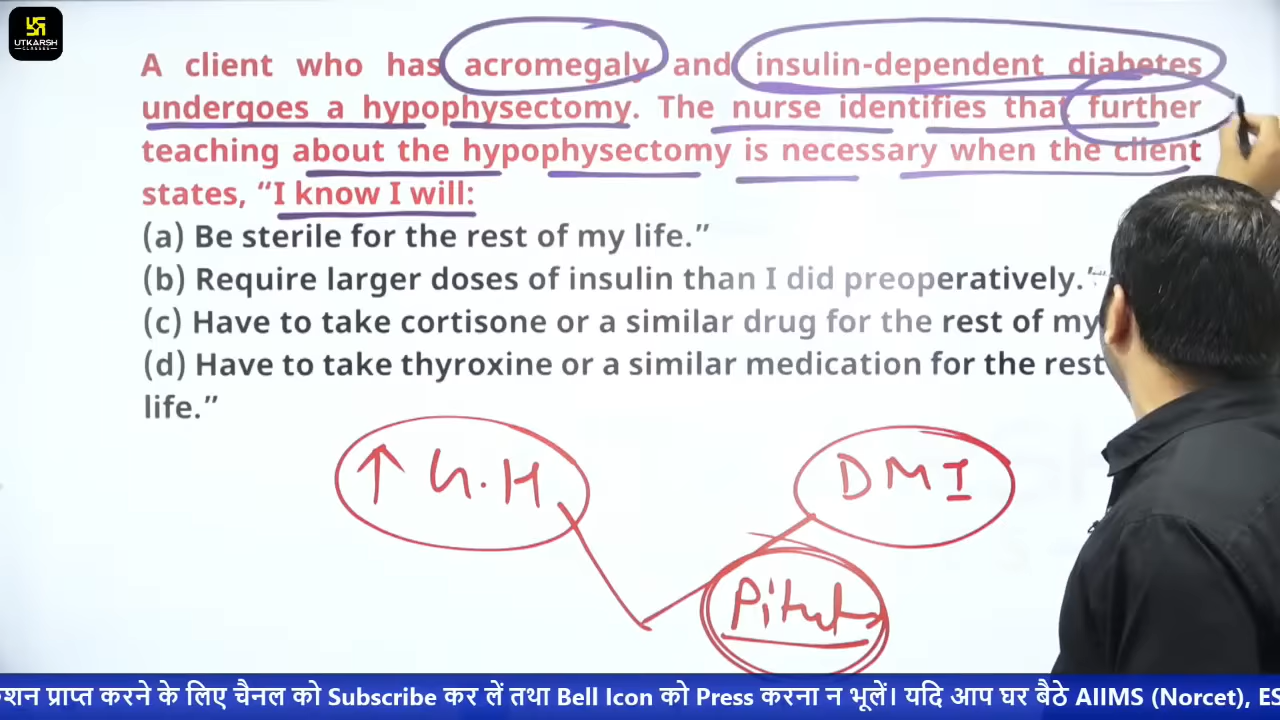 UTKARSH
CLASSES
A client who has acromegaly and insulin-dependent diabetes
undergoes a hypophysectomy. The nurse identifies that further
teaching about the hypophysectomy is necessary when the client
states, “I know I will:
(a) Be sterile for the rest of my life.”
(b) Require larger doses of insulin than I did preoperatively.”
(c) Have to take cortisone or a similar drug for the rest of my
(d) Have to take thyroxine or a similar medication for the rest
life.”
↑ G.H
DM I
प्राप्त करने के लिए चैनल को Subscribe कर लें तथा Bell Icon को Press करना न भूलें। यदि आप घर बैठे AIIMS (Norcet),